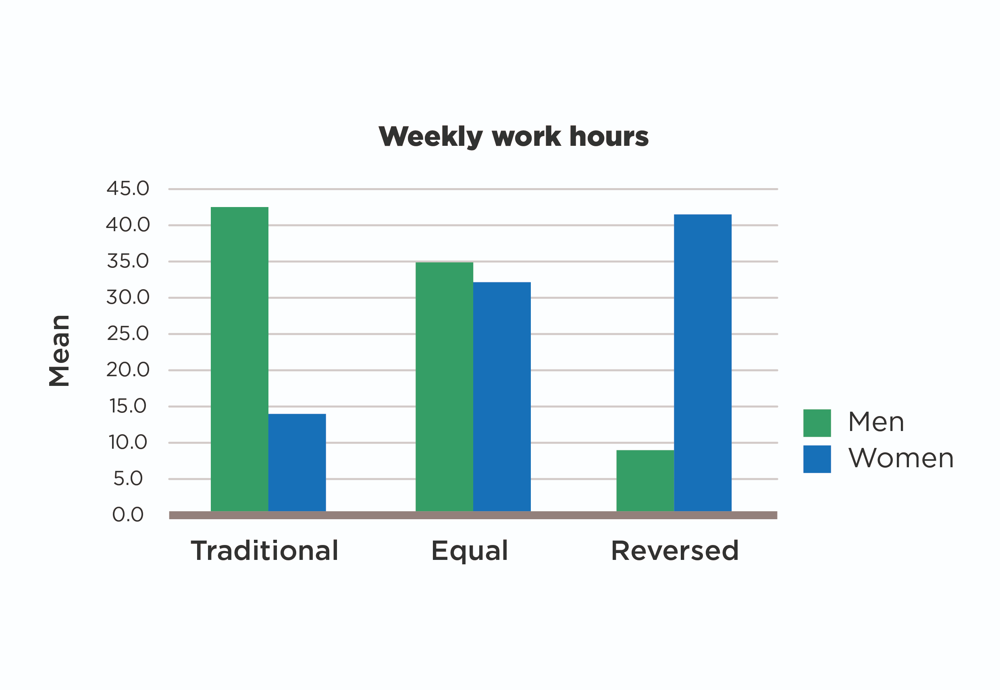 Weekly work hours
45.0
40.0
35.0
30.0
25.0
20.0
15.0
10.0
5.0
0.0
Mean
Men
Women
Traditional
Equal
Reversed